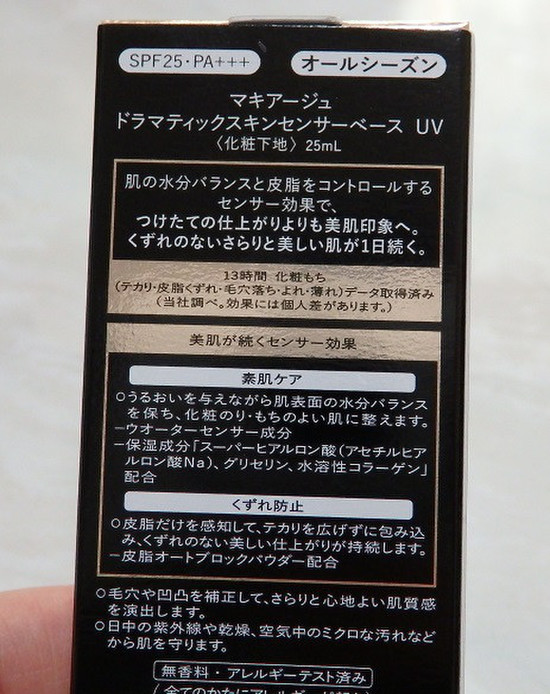 SPF25・PA+++ オールシーズン
マキアージュ
ドラマティックスキンセンサーベース UV
〈化粧下地〉25mL
肌の水分バランスと皮脂をコントロールする
センサー効果で、
つけたての仕上がりよりも美肌印象へ。
くずれのないさらりと美しい肌が1日続く。
13時間 化粧もち
(テカリ・皮脂くずれ・毛穴落ち・よれ・薄れ)データ取得済み
(当社調べ。効果には個人差があります。)
美肌が続くセンサー効果
素肌ケア
○うるおいを与えながら肌表面の水分バランス
を保ち、化粧のり・もちのよい肌に整えます。
ーウオーターセンサー成分
ー保湿成分「スーパーヒアルロン酸(アセチルヒア
ルロン酸Na)、グリセリン、水溶性コラーゲン」
配合
くずれ防止
○皮脂だけを感知して、テカリを広げずに包み込
み、くずれのない美しい仕上がりが持続します。
ー皮脂オートブロックパウダー配合
○毛穴や凹凸を補正して、さらりと心地よい肌質感
を演出します。
○日中の紫外線や乾燥、空気中のミクロな汚れなど
から肌を守ります。
無香料・アレルギーテスト済み
(全てのかたにアレルギーが